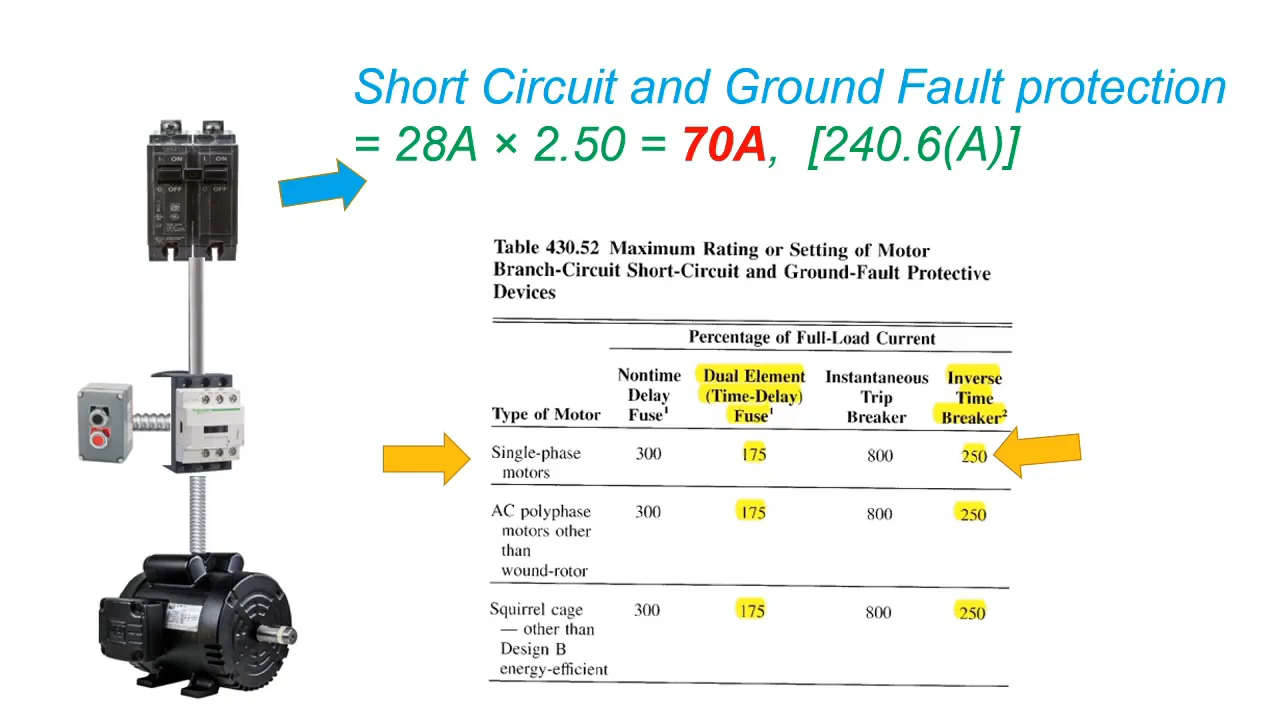 Short Circuit and Ground Fault protection
= 28A × 2.50 = 70A, [240.6(A)]
Table 430.52 Maximum Rating or Setting of Motor
Branch-Circuit Short-Circuit and Ground-Fault Protective
Devices
Percentage of Full-Load Current
Type of Motor
Nontime
Delay
Fuse¹
Dual Element
(Time-Delay)
Fuse¹
Instantaneous
Trip
Breaker
Inverse
Time
Breaker²
Single-phase
motors
300 175 800 250
AC polyphase
motors other
than
wound-rotor
300 175 800 250
Squirrel cage
— other than
Design B
energy-efficient
300 175 800 250
ON ON
OFF OFF